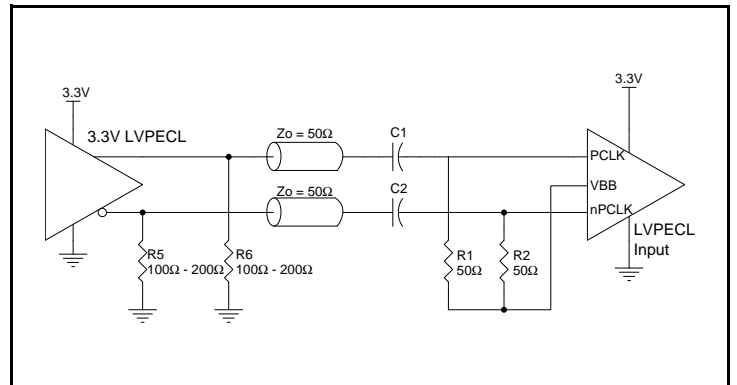 3.3V
3.3V LVPECL
Zo = 50Ω
C1
Zo = 50Ω
C2
R5
100Ω - 200Ω
R6
100Ω - 200Ω
R1
50Ω
R2
50Ω
3.3V
PCLK
VBB
nPCLK
LVPECL
Input